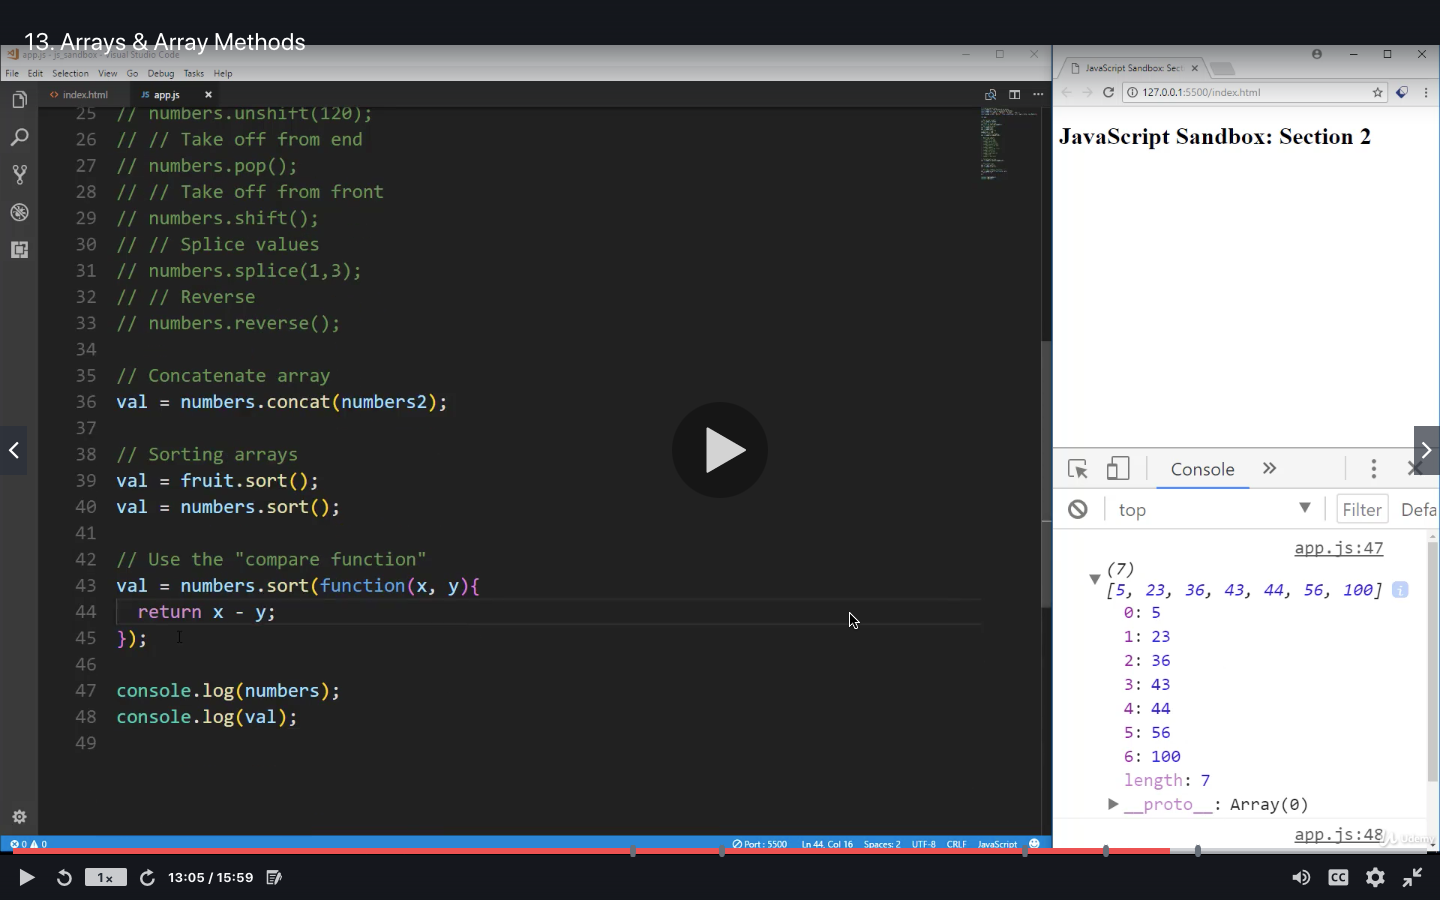 13. Arrays & Array Methods
app.js - js_sandbox - Visual Studio Code
File Edit Selection View Go Debug Tasks Help
index.html
JS app.js
25 // numbers.unshift(120);
26 // // Take off from end
27 // numbers.pop();
28 // // Take off from front
29 // numbers.shift();
30 // // Splice values
31 // numbers.splice(1,3);
32 // // Reverse
33 // numbers.reverse();
34
35 // Concatenate array
36 val = numbers.concat(numbers2);
37
38 // Sorting arrays
39 val = fruit.sort();
40 val = numbers.sort();
41
42 // Use the "compare function"
43 val = numbers.sort(function(x, y){
44 return x - y;
45 });
46
47 console.log(numbers);
48 console.log(val);
49
0 0
Port : 5500 Ln 44, Col 16 Spaces: 2 UTF-8 CRLF JavaScript
JavaScript Sandbox: Sect
127.0.0.1:5500/index.html
JavaScript Sandbox: Section 2
Console
top
Filter
Defa
app.js:47
(7)
[5, 23, 36, 43, 44, 56, 100]
0: 5
1: 23
2: 36
3: 43
4: 44
5: 56
6: 100
length: 7
__proto__: Array(0)
app.js:48
Udemy
1x
13:05 / 15:59
CC